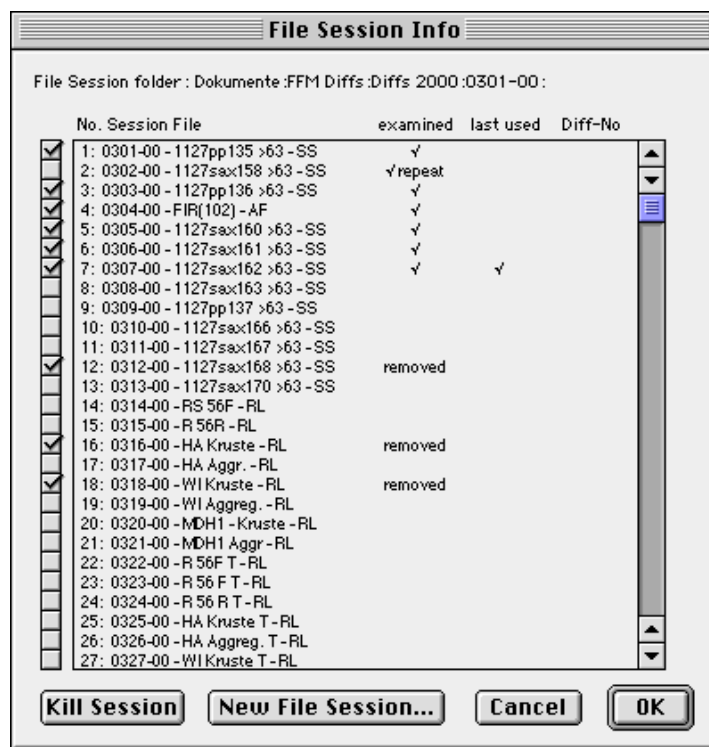 File Session Info
File Session folder : Dokumente :FFM Diffs :Diffs 2000 :0301-00 :
No. Session File examined last used Diff-No
1: 0301-00 - 1127pp135 >63 - SS √
2: 0302-00 - 1127sax158 >63 - SS √ repeat
3: 0303-00 - 1127pp136 >63 - SS √
4: 0304-00 - FIR(102) - AF √
5: 0305-00 - 1127sax160 >63 - SS √
6: 0306-00 - 1127sax161 >63 - SS √
7: 0307-00 - 1127sax162 >63 - SS √ √
8: 0308-00 - 1127sax163 >63 - SS
9: 0309-00 - 1127pp137 >63 - SS
10: 0310-00 - 1127sax166 >63 - SS
11: 0311-00 - 1127sax167 >63 - SS
12: 0312-00 - 1127sax168 >63 - SS removed
13: 0313-00 - 1127sax170 >63 - SS
14: 0314-00 - RS 56F - RL
15: 0315-00 - R 56R - RL
16: 0316-00 - HA Kruste - RL removed
17: 0317-00 - HA Aggr. - RL
18: 0318-00 - WI Kruste - RL removed
19: 0319-00 - WI Aggreg. - RL
20: 0320-00 - MDH1 - Kruste - RL
21: 0321-00 - MDH1 Aggr - RL
22: 0322-00 - R 56F T - RL
23: 0323-00 - R 56 F T - RL
24: 0324-00 - R 56 R T - RL
25: 0325-00 - HA Kruste T - RL
26: 0326-00 - HA Aggreg. T - RL
27: 0327-00 - WI Kruste T - RL
Kill Session New File Session... Cancel OK